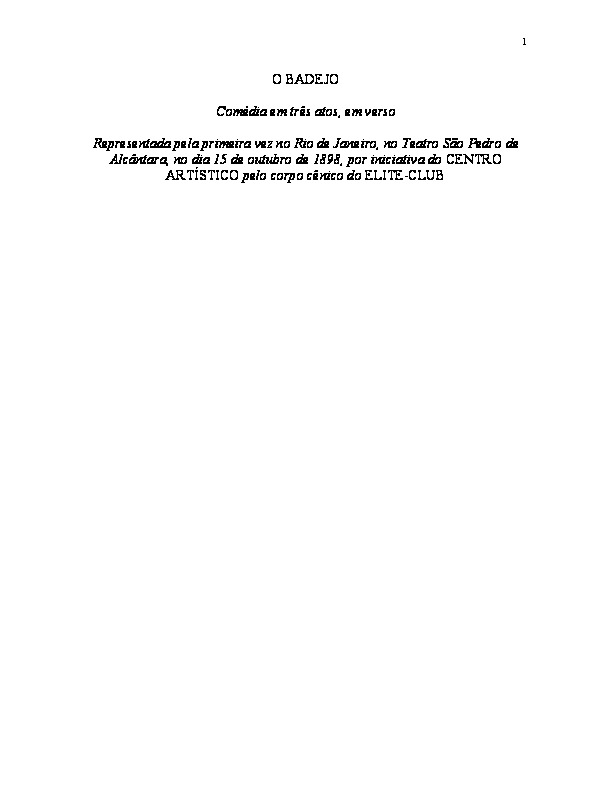 1
O BADEJO
Comédia em três atos, em verso
Representada pela primeira vez no Rio de Janeiro, no Teatro São Pedro de
Alcântara, no dia 15 de outubro de 1898, por iniciativa do CENTRO
ARTÍSTICO pelo corpo cênico do ELITE-CLUB